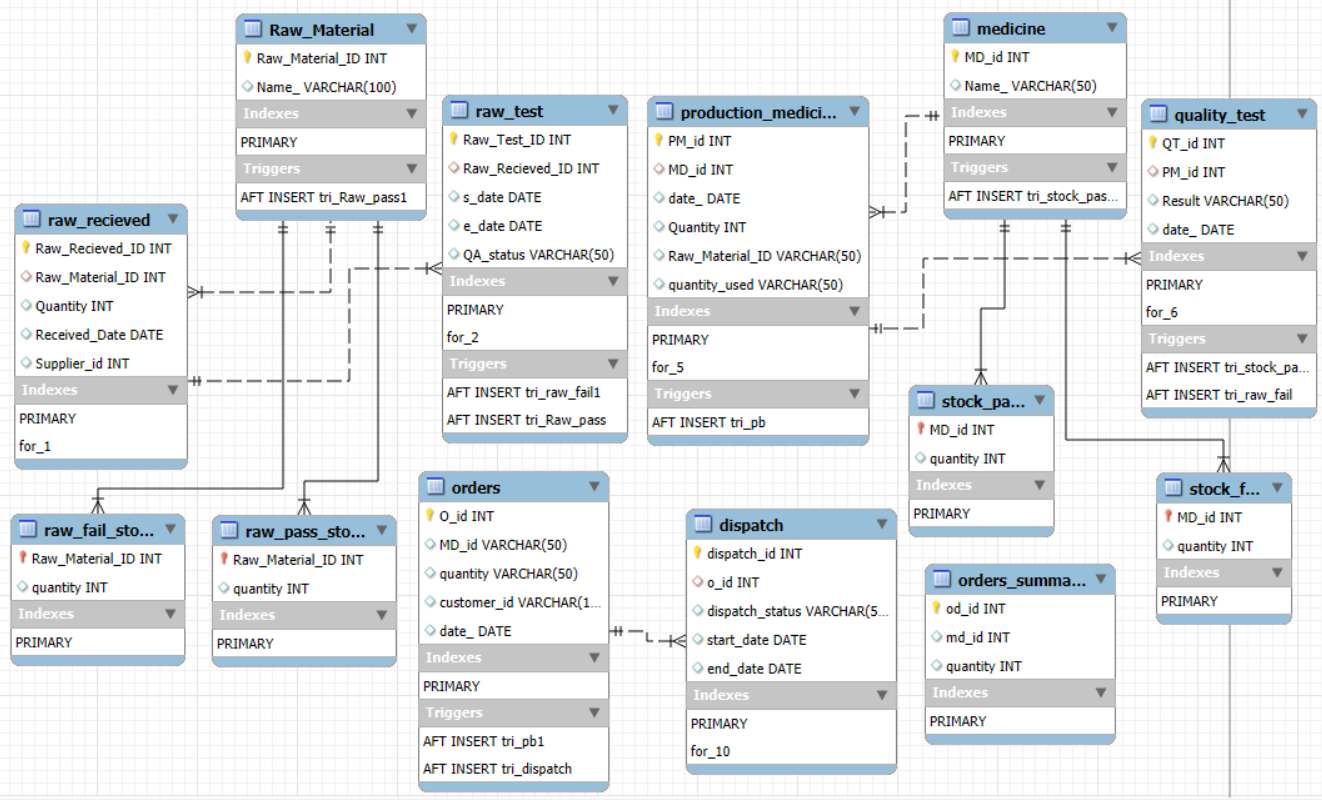 Raw_Material
Raw_Material_ID INT
Name_ VARCHAR(100)
Indexes
PRIMARY
Triggers
AFT INSERT tri_Raw_pass1
medicine
MD_id INT
Name_ VARCHAR(50)
Indexes
PRIMARY
Triggers
AFT INSERT tri_stock_pas...
raw_test
Raw_Test_ID INT
Raw_Recieved_ID INT
s_date DATE
e_date DATE
QA_status VARCHAR(50)
Indexes
PRIMARY
for_2
Triggers
AFT INSERT tri_raw_fail1
AFT INSERT tri_Raw_pass
production_medici...
PM_id INT
MD_id INT
date_ DATE
Quantity INT
Raw_Material_ID VARCHAR(50)
quantity_used VARCHAR(50)
Indexes
PRIMARY
for_5
Triggers
AFT INSERT tri_pb
quality_test
QT_id INT
PM_id INT
Result VARCHAR(50)
date_ DATE
Indexes
PRIMARY
for_6
Triggers
AFT INSERT tri_stock_pa...
AFT INSERT tri_raw_fail
raw_recieved
Raw_Recieved_ID INT
Raw_Material_ID INT
Quantity INT
Received_Date DATE
Supplier_id INT
Indexes
PRIMARY
for_1
stock_pa...
MD_id INT
quantity INT
Indexes
PRIMARY
stock_f...
MD_id INT
quantity INT
Indexes
PRIMARY
raw_fail_sto...
Raw_Material_ID INT
quantity INT
Indexes
PRIMARY
raw_pass_sto...
Raw_Material_ID INT
quantity INT
Indexes
PRIMARY
orders
O_id INT
MD_id VARCHAR(50)
quantity VARCHAR(50)
customer_id VARCHAR(1...
date_ DATE
Indexes
PRIMARY
Triggers
AFT INSERT tri_pb1
AFT INSERT tri_dispatch
dispatch
dispatch_id INT
o_id INT
dispatch_status VARCHAR(5...
start_date DATE
end_date DATE
Indexes
PRIMARY
for_10
orders_summa...
od_id INT
md_id INT
quantity INT
Indexes
PRIMARY